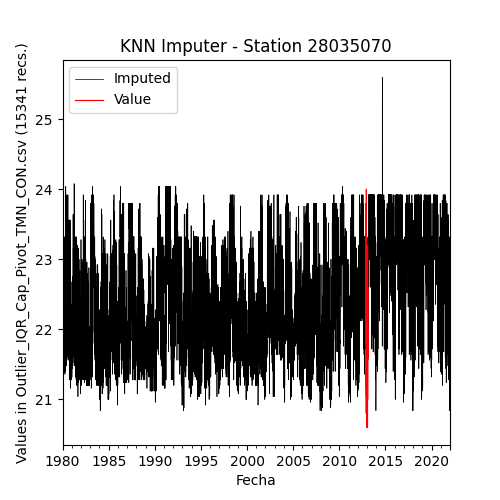 KNN Imputer - Station 28035070
Imputed
Value
Values in Outlier_IQR_Cap_Pivot_TMN_CON.csv (15341 recs.)
25
24
23
22
21
1980 1985 1990 1995 2000 2005 2010 2015 2020
Fecha